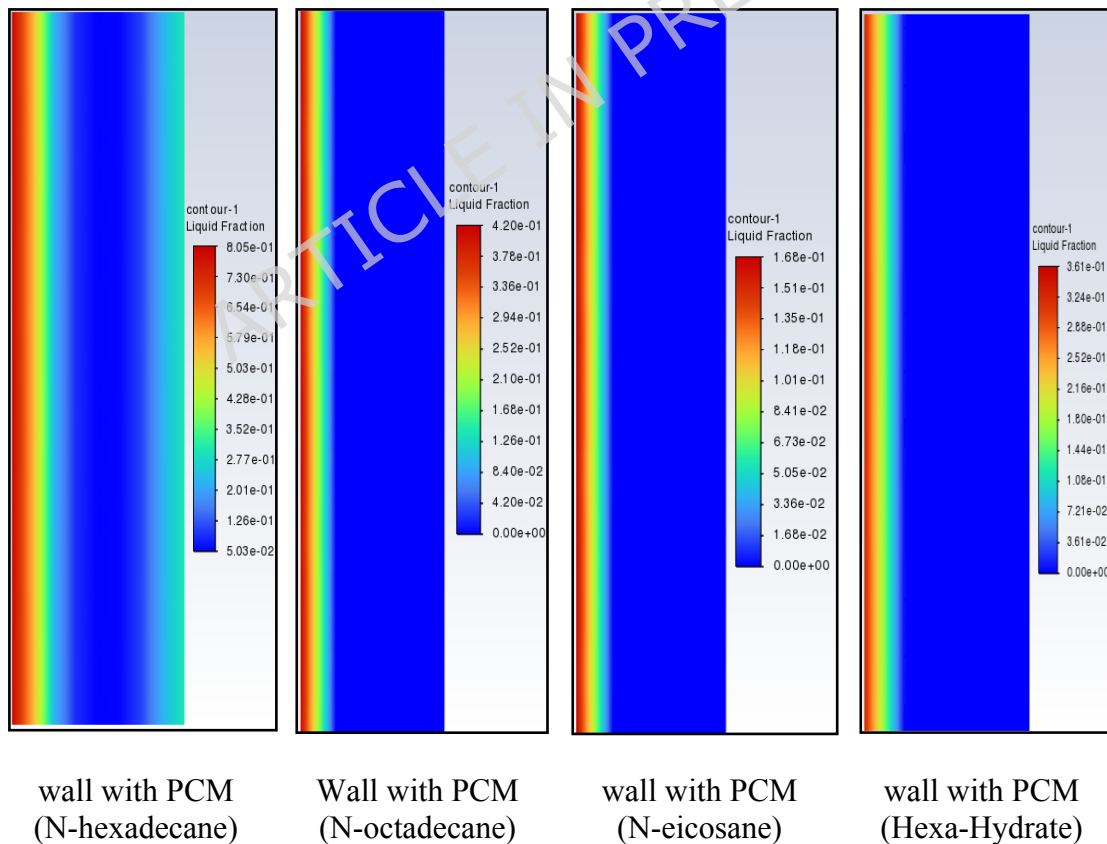 ARTICLE IN PRE
contour-1
Liquid Fraction
8.05e-01
7.30e-01
6.54e-01
5.79e-01
5.03e-01
4.28e-01
3.52e-01
2.77e-01
2.01e-01
1.26e-01
5.03e-02
contour-1
Liquid Fraction
4.20e-01
3.78e-01
3.36e-01
2.94e-01
2.52e-01
2.10e-01
1.68e-01
1.26e-01
8.40e-02
4.20e-02
0.00e+00
contour-1
Liquid Fraction
1.68e-01
1.51e-01
1.35e-01
1.18e-01
1.01e-01
8.41e-02
6.73e-02
5.05e-02
3.36e-02
1.68e-02
0.00e+00
contour-1
Liquid Fraction
3.61e-01
3.24e-01
2.88e-01
2.52e-01
2.16e-01
1.80e-01
1.44e-01
1.08e-01
7.21e-02
3.61e-02
0.00e+00
wall with PCM
(N-hexadecane)
Wall with PCM
(N-octadecane)
wall with PCM
(N-eicosane)
wall with PCM
(Hexa-Hydrate)